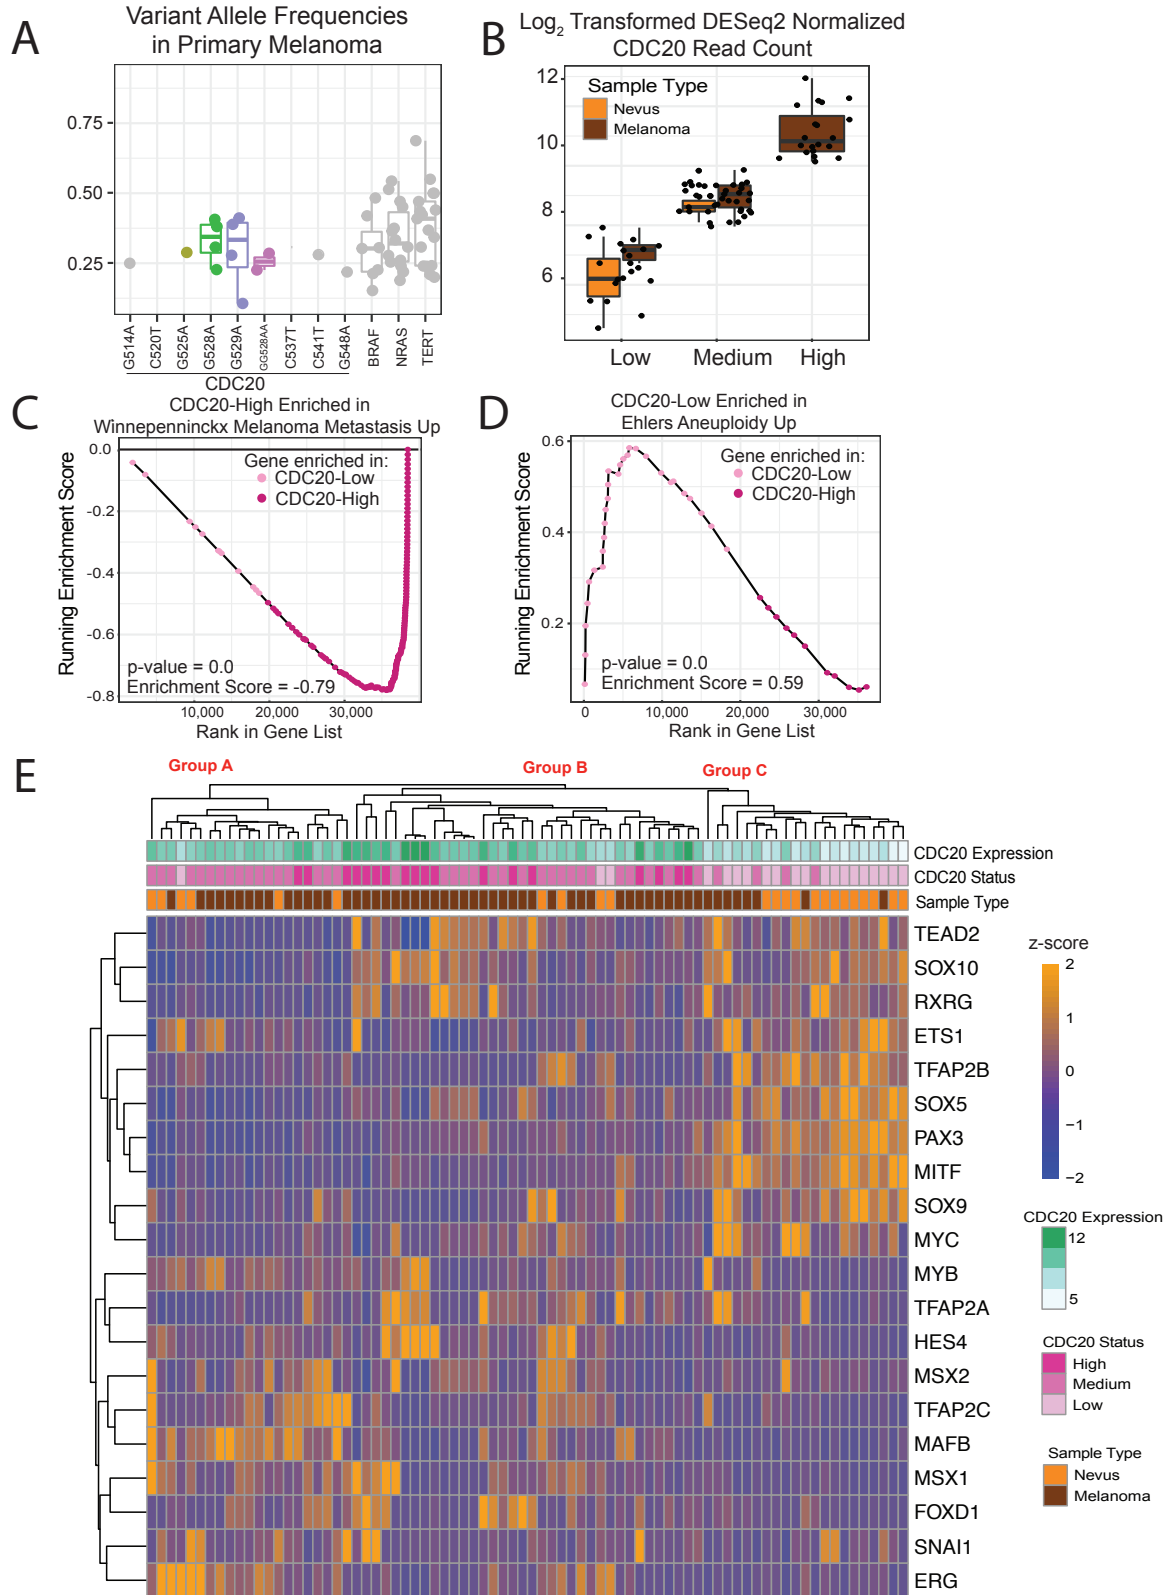 A
Variant Allele Frequencies
in Primary Melanoma
0.75
0.50
0.25
G514A
C520T
G525A
G528A
G529A
GG528AA
C537T
C541T
G548A
BRAF
NRAS
TERT
CDC20
B
Log2 Transformed DESeq2 Normalized
CDC20 Read Count
12
10
8
6
Sample Type
Nevus
Melanoma
Low
Medium
High
C
CDC20-High Enriched in
Winnepenninckx Melanoma Metastasis Up
Running Enrichment Score
0.0
-0.2
-0.4
-0.6
-0.8
Gene enriched in:
CDC20-Low
CDC20-High
p-value = 0.0
Enrichment Score = -0.79
10,000
20,000
30,000
Rank in Gene List
D
CDC20-Low Enriched in
Ehlers Aneuploidy Up
Running Enrichment Score
0.6
0.4
0.2
Gene enriched in:
CDC20-Low
CDC20-High
p-value = 0.0
Enrichment Score = 0.59
0
10,000
30,000
Rank in Gene List
E
Group A
Group B
Group C
CDC20 Expression
CDC20 Status
Sample Type
TEAD2
SOX10
RXRG
ETS1
TFAP2B
SOX5
PAX3
MITF
SOX9
MYC
MYB
TFAP2A
HES4
MSX2
TFAP2C
MAFB
MSX1
FOXD1
SNAI1
ERG
z-score
2
1
0
−1
−2
CDC20 Expression
12
5
CDC20 Status
High
Medium
Low
Sample Type
Nevus
Melanoma